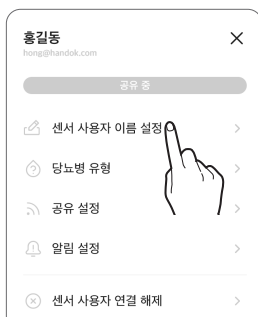 홍길동
hong@handok.com
공유 중
센서 사용자 이름 설정
당뇨병 유형
공유 설정
알림 설정
센서 사용자 연결 해제